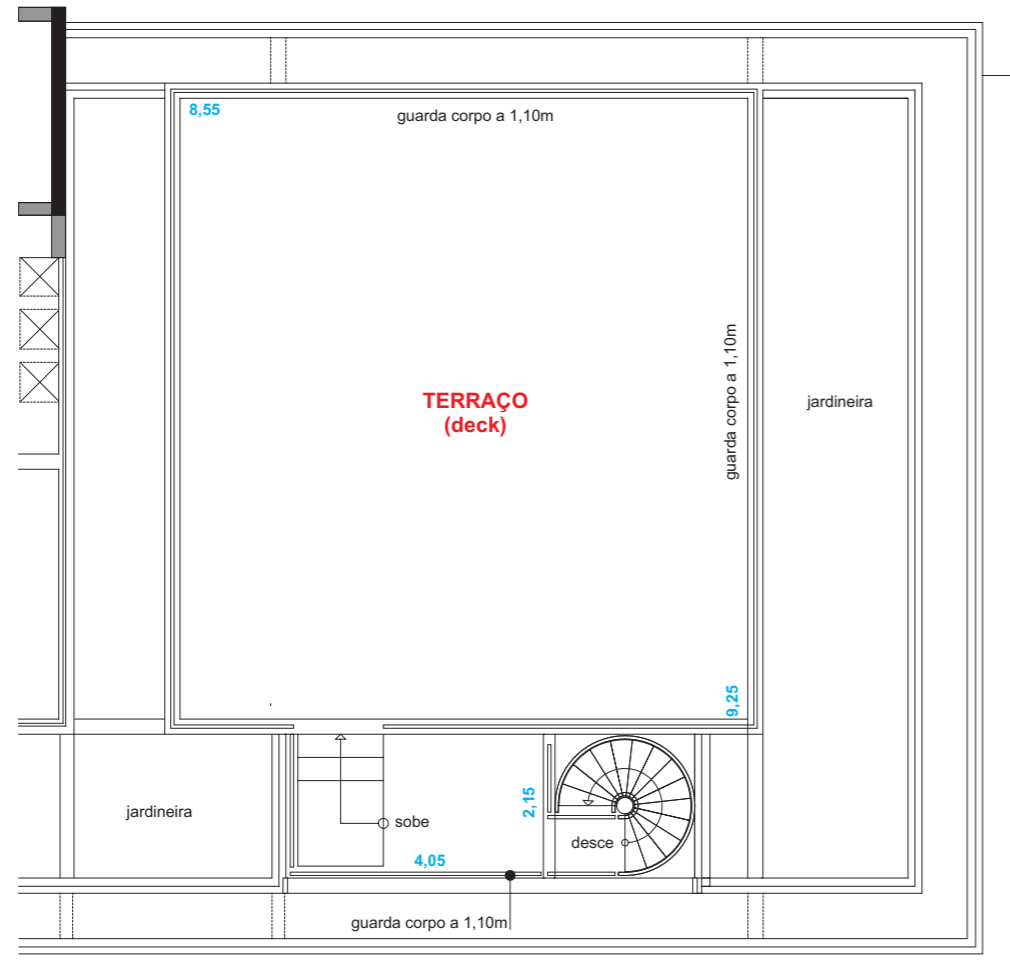 8,55
guarda corpo a 1,10m
guarda corpo a 1,10m
TERRAÇO
(deck)
jardineira
9,25
jardineira
2,15
sobe
desce
4,05
guarda corpo a 1,10m